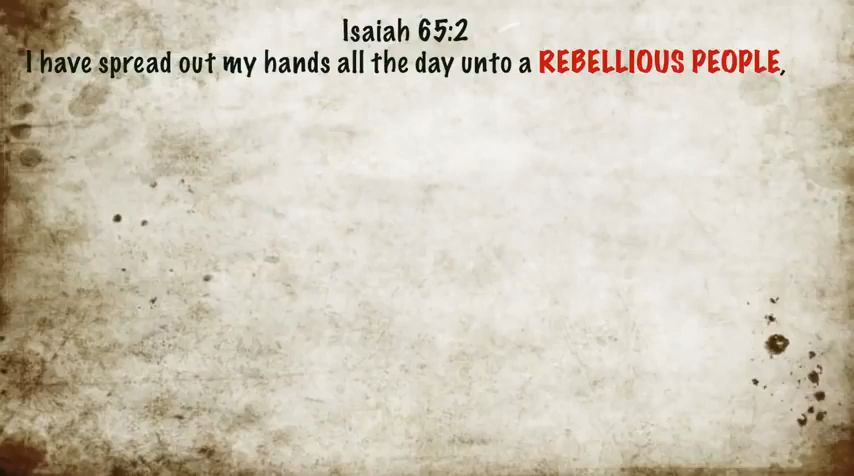 Isaiah 65:2
I have spread out my hands all the day unto a REBELLIOUS PEOPLE,